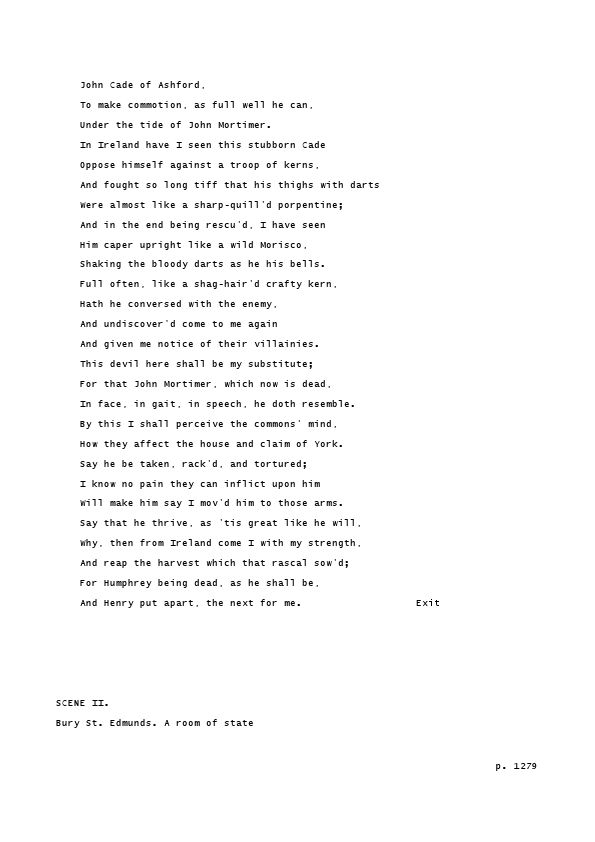 John Cade of Ashford,
To make commotion, as full well he can,
Under the tide of John Mortimer.
In Ireland have I seen this stubborn Cade
Oppose himself against a troop of kerns,
And fought so long tiff that his thighs with darts
Were almost like a sharp-quill'd porpentine;
And in the end being rescu'd, I have seen
Him caper upright like a wild Morisco,
Shaking the bloody darts as he his bells.
Full often, like a shag-hair'd crafty kern,
Hath he conversed with the enemy,
And undiscover'd come to me again
And given me notice of their villainies.
This devil here shall be my substitute;
For that John Mortimer, which now is dead,
In face, in gait, in speech, he doth resemble.
By this I shall perceive the commons' mind,
How they affect the house and claim of York.
Say he be taken, rack'd, and tortured;
I know no pain they can inflict upon him
Will make him say I mov'd him to those arms.
Say that he thrive, as 'tis great like he will,
Why, then from Ireland come I with my strength,
And reap the harvest which that rascal sow'd;
For Humphrey being dead, as he shall be,
And Henry put apart, the next for me. Exit
SCENE II.
Bury St. Edmunds. A room of state
p. 1279